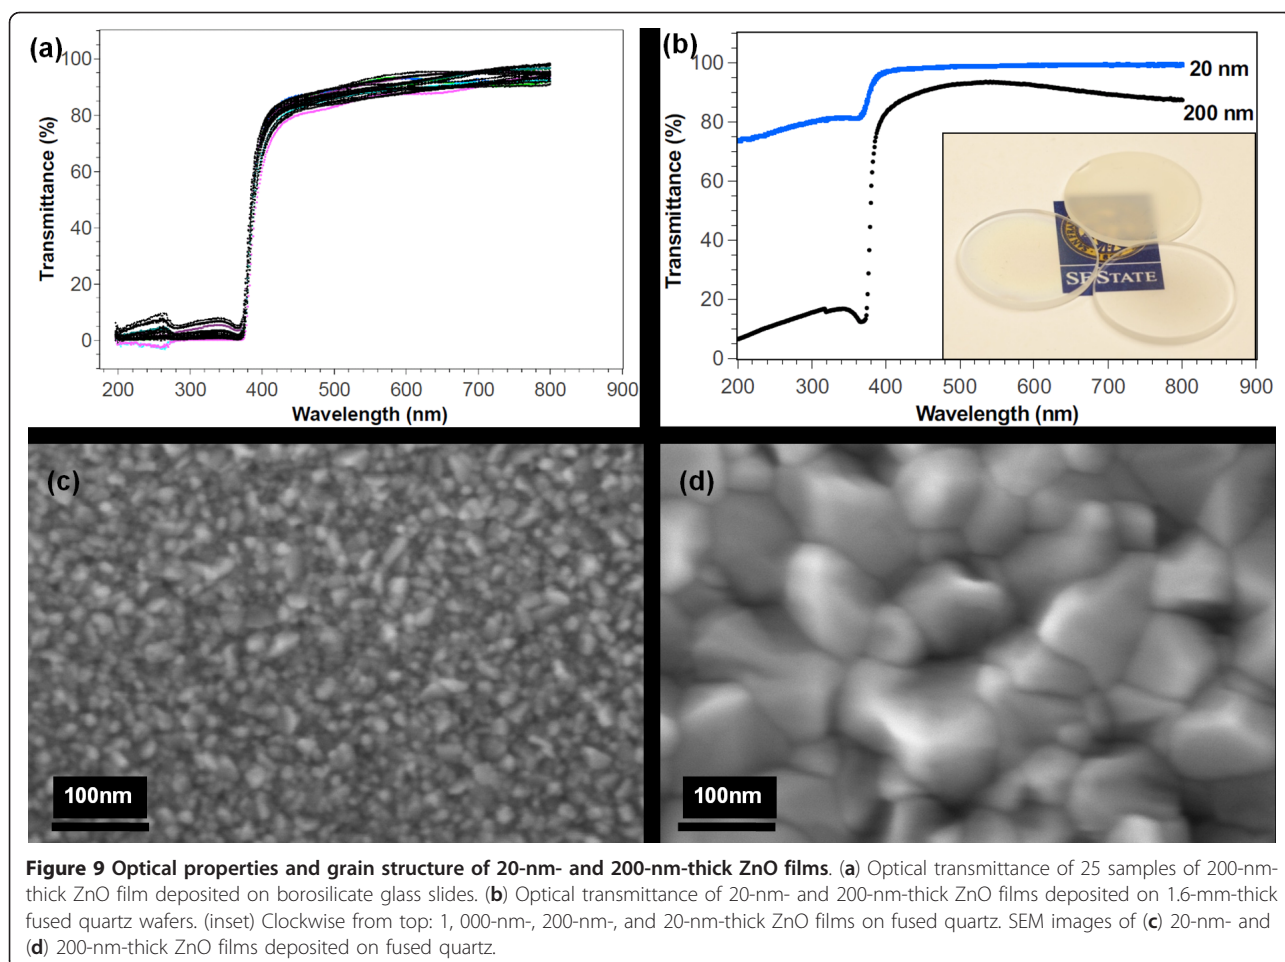 (a)
100
80
60
40
20
0
Transmittance (%)
200 300 400 500 600 700 800 900
Wavelength (nm)
(b)
100
80
60
40
20
0
Transmittance (%)
20 nm
200 nm
STATE
200 300 400 500 600 700 800 900
Wavelength (nm)
(c)
100nm
(d)
100nm
Figure 9 Optical properties and grain structure of 20-nm- and 200-nm-thick ZnO films. (a) Optical transmittance of 25 samples of 200-nm-
thick ZnO film deposited on borosilicate glass slides. (b) Optical transmittance of 20-nm- and 200-nm-thick ZnO films deposited on 1.6-mm-thick
fused quartz wafers. (inset) Clockwise from top: 1, 000-nm-, 200-nm-, and 20-nm-thick ZnO films on fused quartz. SEM images of (c) 20-nm- and
(d) 200-nm-thick ZnO films deposited on fused quartz.